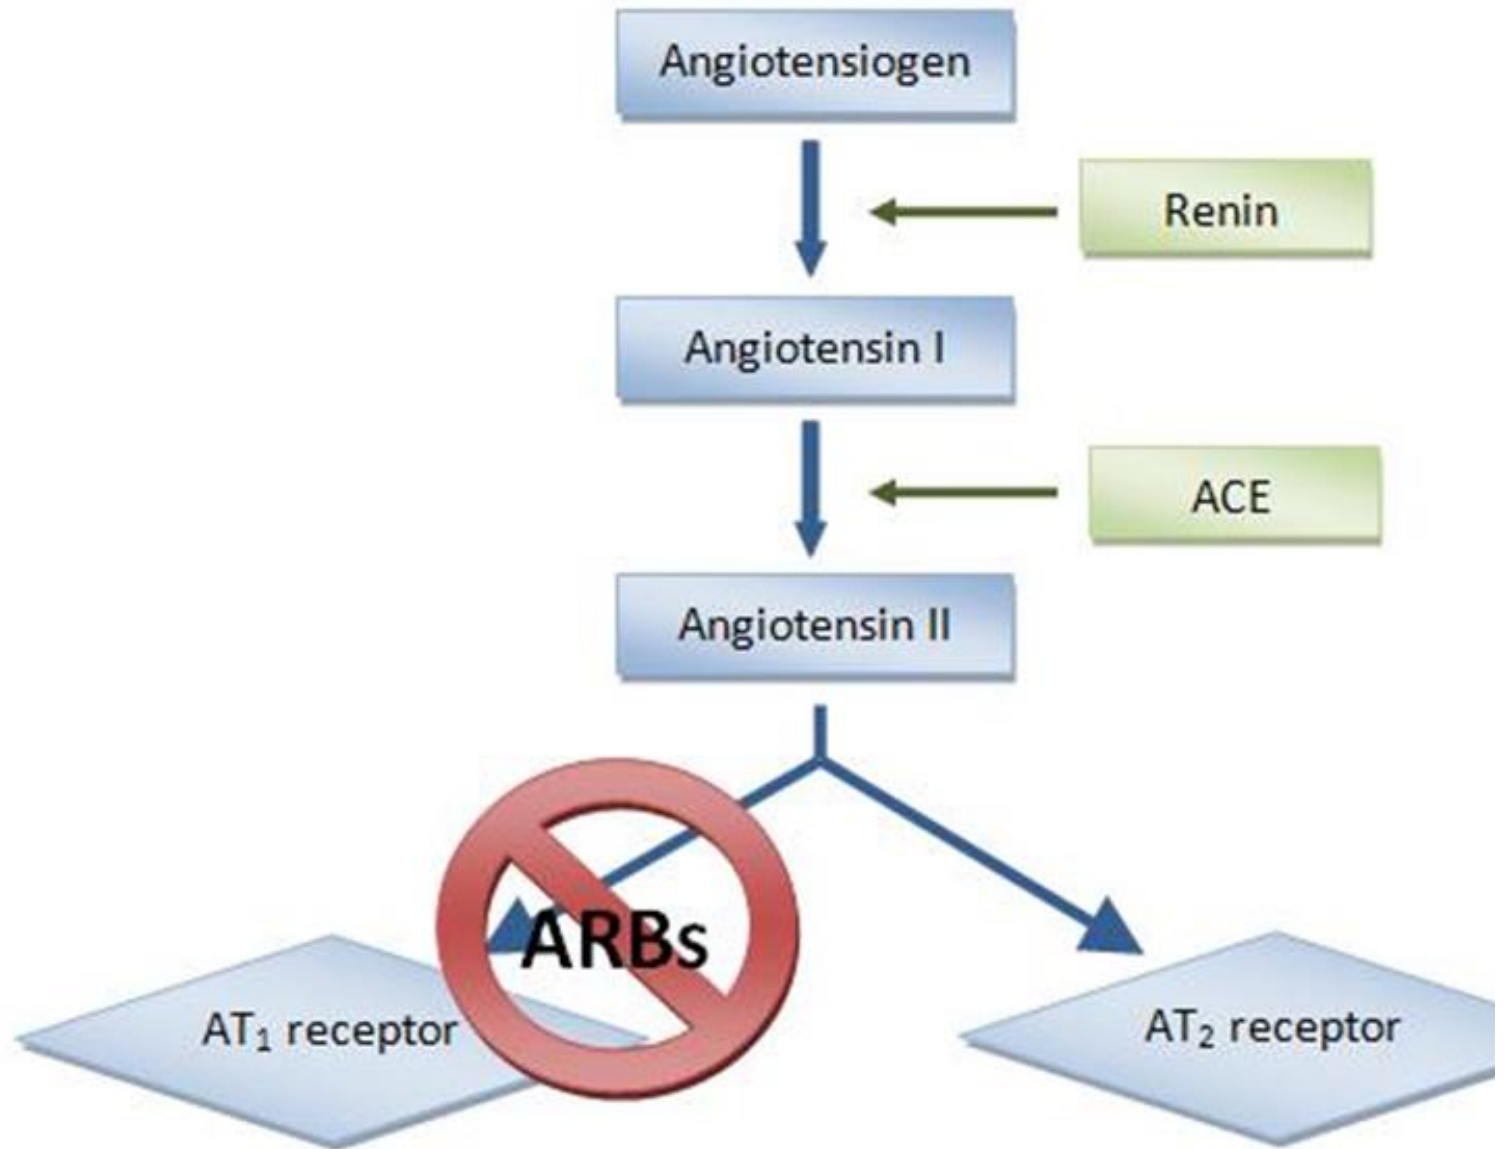 Angiotensiogen
Renin
Angiotensin I
ACE
Angiotensin II
ARBs
AT₁ receptor
AT₂ receptor